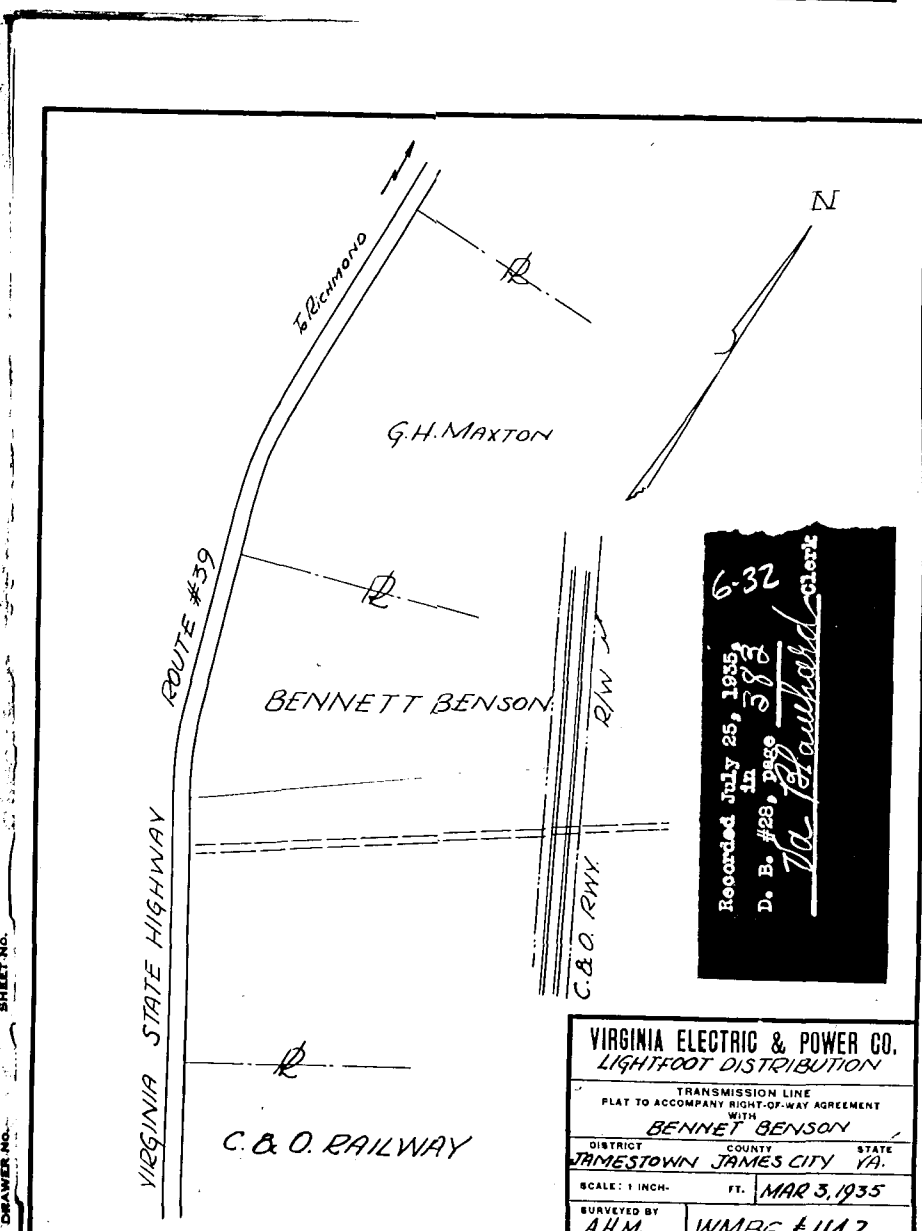 N
To RICHMOND
G.H. MAXTON
ROUTE #39
BENNETT BENSON
R/W
6-32
Recorded July 25, 1935,
in
D. B. #28, page 383
Va Blanchard Clerk
VIRGINIA STATE HIGHWAY
C. & O. RWY.
C. & O. RAILWAY
SHEET NO.
DRAWER NO.
VIRGINIA ELECTRIC & POWER CO.
LIGHTFOOT DISTRIBUTION
TRANSMISSION LINE
PLAT TO ACCOMPANY RIGHT-OF-WAY AGREEMENT
WITH
BENNET BENSON
DISTRICT COUNTY STATE
JAMESTOWN JAMES CITY VA.
SCALE: 1 INCH- FT. MAR 3, 1935
SURVEYED BY
A.H.M.